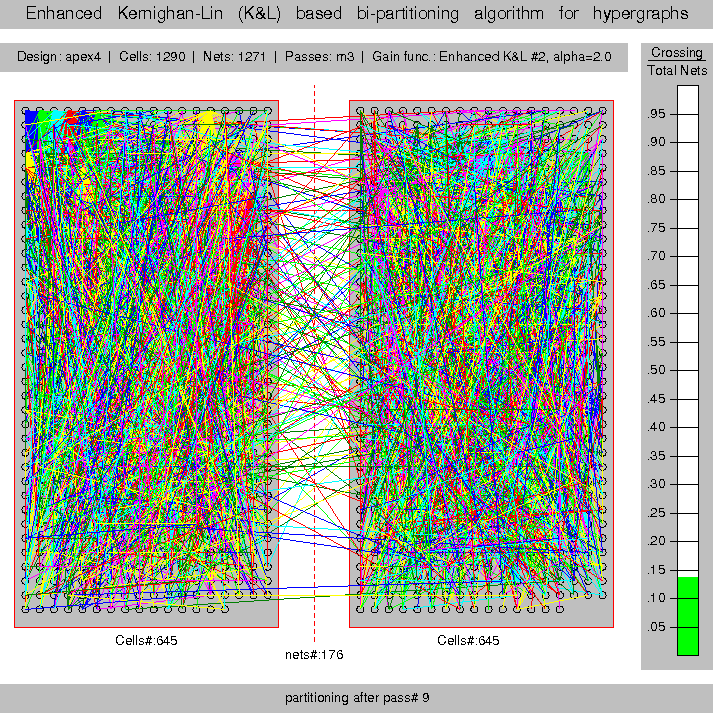 Enhanced Kernighan-Lin (K&L) based bi-partitioning algorithm for hypergraphs
Design: apex4 | Cells: 1290 | Nets: 1271 | Passes: m3 | Gain func.: Enhanced K&L #2, alpha=2.0
Crossing
Total Nets
.95
.90
.85
.80
.75
.70
.65
.60
.55
.50
.45
.40
.35
.30
.25
.20
.15
.10
.05
Cells#:645
Cells#:645
nets#:176
partitioning after pass# 9